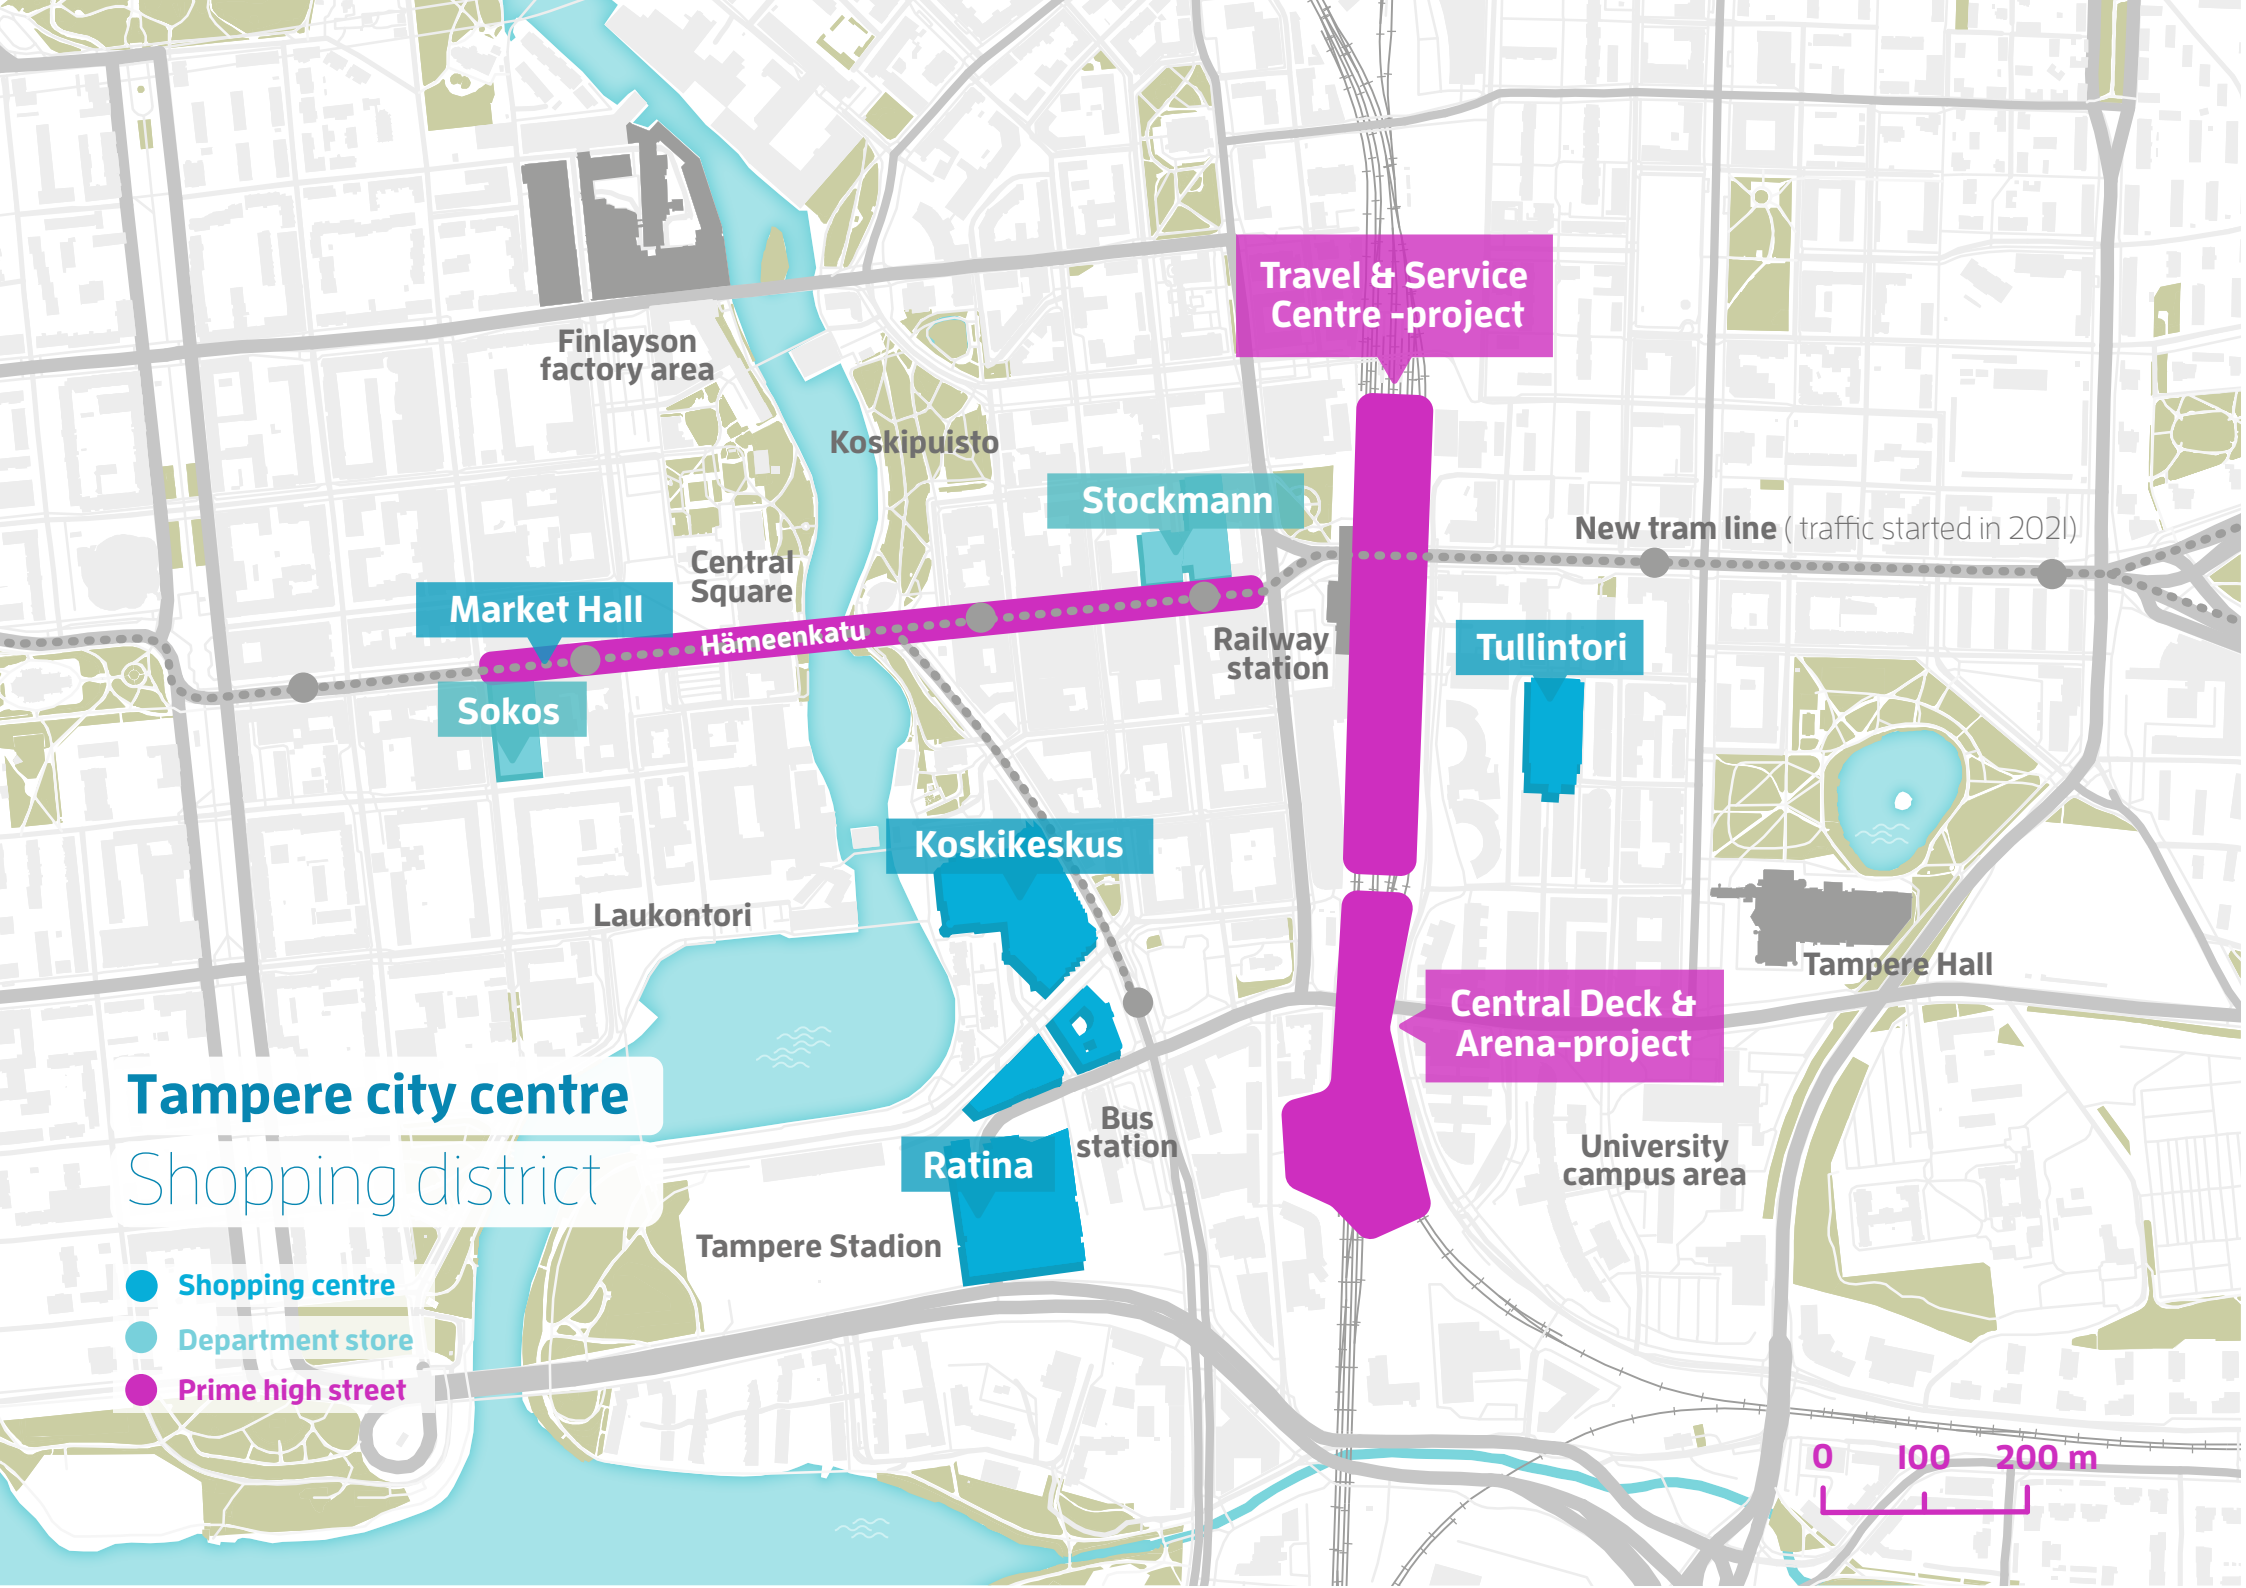 Travel & Service
Centre -project
Finlayson
factory area
Koskipuisto
Stockmann
New tram line ( traffic started in 2021)
Central
Square
Market Hall
Hämeenkatu
Railway
station
Tullintori
Sokos
Koskikeskus
Laukontori
Tampere Hall
Central Deck &
Arena-project
Tampere city centre
Shopping district
Bus
station
Ratina
University
campus area
Tampere Stadion
Shopping centre
Department store
Prime high street
0 100 200 m